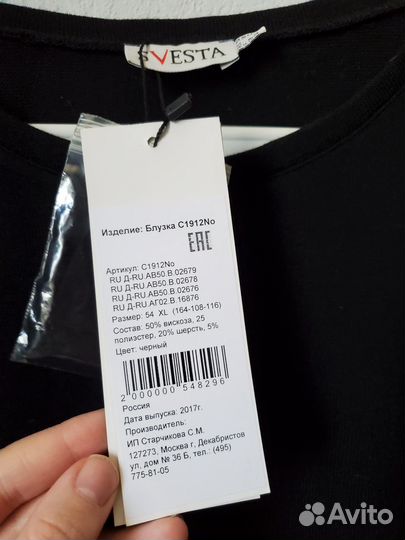 SVESTA
Изделие: Блузка C1912No
EAC
Артикул: C1912No
RU Д-RU.АВ50.В.02679
RU Д-RU.АВ50.В.02678
RU Д-RU.АВ50.В.02676
RU Д-RU.АГ02.В.16876
Размер: 54 XL (164-108-116)
Состав: 50% вискоза, 25
полиэстер, 20% шерсть, 5%
Цвет: черный
2 000000 548296
Россия
Дата выпуска: 2017г.
Производитель:
ИП Старчикова С.М.
127273, Москва г, Декабристов
ул, дом № 36 Б, тел.: (495)
775-81-05
Avito